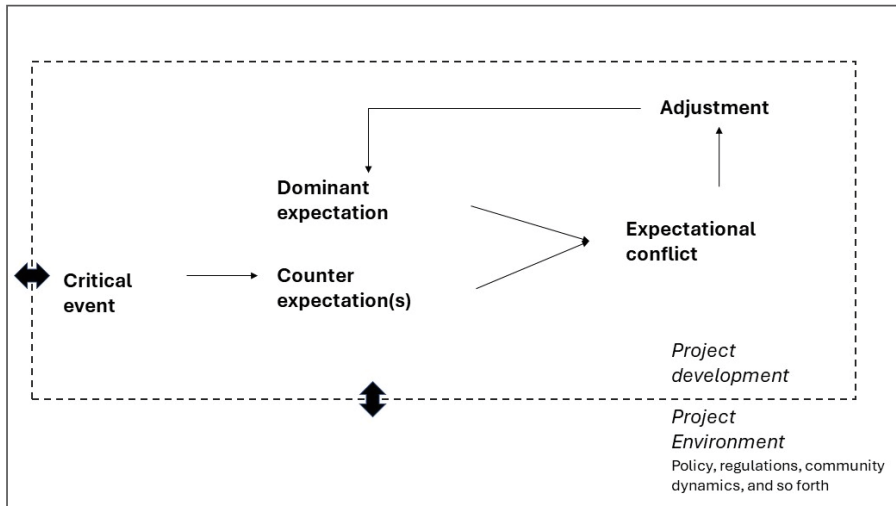 Adjustment
Dominant
expectation
Expectational
conflict
Critical
event
Counter
expectation(s)
Project
development
Project
Environment
Policy, regulations, community
dynamics, and so forth